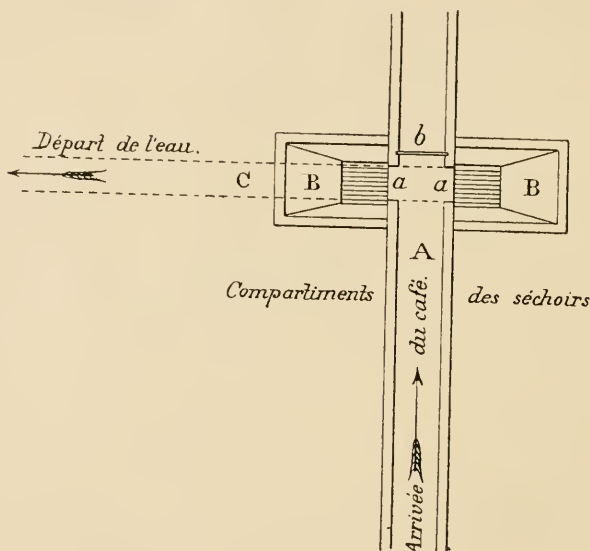 b
Départ de l'eau.
C B a a B
A
Compartiments des séchoirs
Arrivée du café.